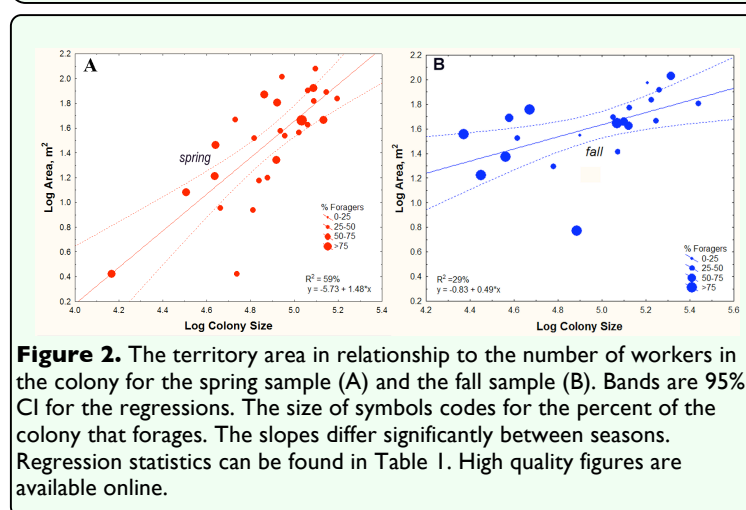 A
spring
Log Area, m²
2.2
2.0
1.8
1.6
1.4
1.2
1.0
0.8
0.6
0.4
0.2
4.0 4.2 4.4 4.6 4.8 5.0 5.2 5.4
Log Colony Size
% Foragers
0-25
25-50
50-75
>75
R² = 59%
y = -5.73 + 1.48*x
B
fall
Log Area, m²
2.2
2.0
1.8
1.6
1.4
1.2
1.0
0.8
0.6
0.4
0.2
4.2 4.4 4.6 4.8 5.0 5.2 5.4 5.6
Log Colony Size
% Foragers
0-25
25-50
50-75
>75
R² =29%
y = -0.83 + 0.49*x
Figure 2. The territory area in relationship to the number of workers in
the colony for the spring sample (A) and the fall sample (B). Bands are 95%
CI for the regressions. The size of symbols codes for the percent of the
colony that forages. The slopes differ significantly between seasons.
Regression statistics can be found in Table 1. High quality figures are
available online.